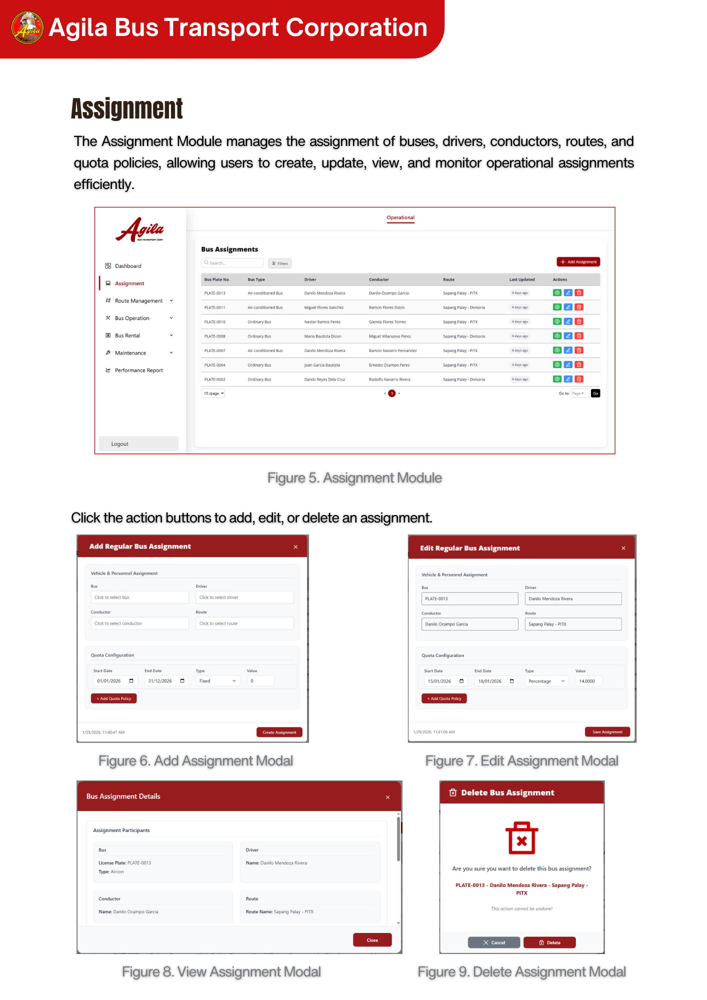 Agila Bus Transport Corporation
Assignment
The Assignment Module manages the assignment of buses, drivers, conductors, routes, and
quota policies, allowing users to create, update, view, and monitor operational assignments
efficiently.
Agila
BUS TRANSPORT CORP.
Operational
Dashboard
Assignment
Route Management
Bus Operation
Bus Rental
Maintenance
Performance Report
Logout
Bus Assignments
Search...
Filters
+ Add Assignment
Bus Plate No. Bus Type Driver Conductor Route Last Updated Actions
PLATE-0013 Air-conditioned Bus Danilo Mendoza Rivera Danilo Ocampo Garcia Sapang Palay - PITX 4 days ago
PLATE-0011 Air-conditioned Bus Miguel Flores Sanchez Ramon Flores Dizon Sapang Palay - Divisoria 4 days ago
PLATE-0010 Ordinary Bus Nestor Ramos Perez Glenda Flores Torres Sapang Palay - PITX 4 days ago
PLATE-0008 Ordinary Bus Mario Bautista Dizon Miguel Villanueva Perez Sapang Palay - Divisoria 4 days ago
PLATE-0007 Air-conditioned Bus Danilo Mendoza Rivera Ramon Navarro Fernandez Sapang Palay - PITX 4 days ago
PLATE-0004 Ordinary Bus Juan Garcia Bautista Ernesto Ocampo Perez Sapang Palay - PITX 4 days ago
PLATE-0002 Ordinary Bus Danilo Reyes Dela Cruz Rodolfo Navarro Rivera Sapang Palay - Divisoria 4 days ago
10 /page ‹ 1 › Go to: Page # Go
Figure 5. Assignment Module
Click the action buttons to add, edit, or delete an assignment.
Add Regular Bus Assignment ×
Vehicle & Personnel Assignment
Bus Driver
Click to select bus Click to select driver
Conductor Route
Click to select conductor Click to select route
Quota Configuration
Start Date End Date Type Value
01/01/2026 31/12/2026 Fixed 0
+ Add Quota Policy
1/29/2026, 11:40:47 AM Create Assignment
Figure 6. Add Assignment Modal
Edit Regular Bus Assignment ×
Vehicle & Personnel Assignment
Bus Driver
PLATE-0013 Danilo Mendoza Rivera
Conductor Route
Danilo Ocampo Garcia Sapang Palay - PITX
Quota Configuration
Start Date End Date Type Value
15/01/2026 18/01/2026 Percentage 14.0000
+ Add Quota Policy
1/29/2026, 11:41:06 AM Save Assignment
Figure 7. Edit Assignment Modal
Bus Assignment Details ×
Assignment Participants
Bus Driver
License Plate: PLATE-0013 Name: Danilo Mendoza Rivera
Type: Aircon
Conductor Route
Name: Danilo Ocampo Garcia Route Name: Sapang Palay - PITX
Close
Figure 8. View Assignment Modal
Delete Bus Assignment
Are you sure you want to delete this bus assignment?
PLATE-0013 - Danilo Mendoza Rivera - Sapang Palay -
PITX
This action cannot be undone!
Cancel Delete
Figure 9. Delete Assignment Modal